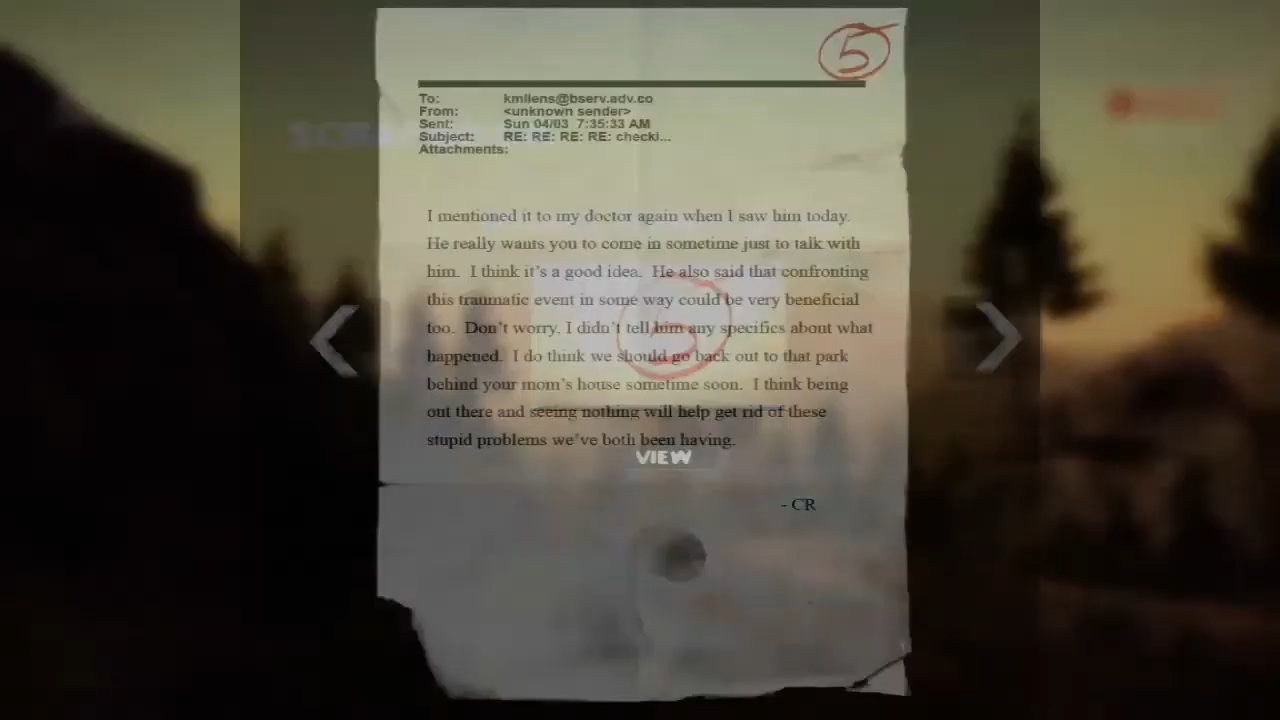 5
To: kmilens@bserv.adv.co
From: <unknown sender>
Sent: Sun 04/03 7:35:33 AM
Subject: RE: RE: RE: RE: checki...
Attachments:
I mentioned it to my doctor again when I saw him today.
He really wants you to come in sometime just to talk with
him. I think it's a good idea. He also said that confronting
this traumatic event in some way could be very beneficial
too. Don't worry, I didn't tell him any specifics about what
happened. I do think we should go back out to that park
behind your mom's house sometime soon. I think being
out there and seeing nothing will help get rid of these
stupid problems we've both been having.
5
VIEW
- CR